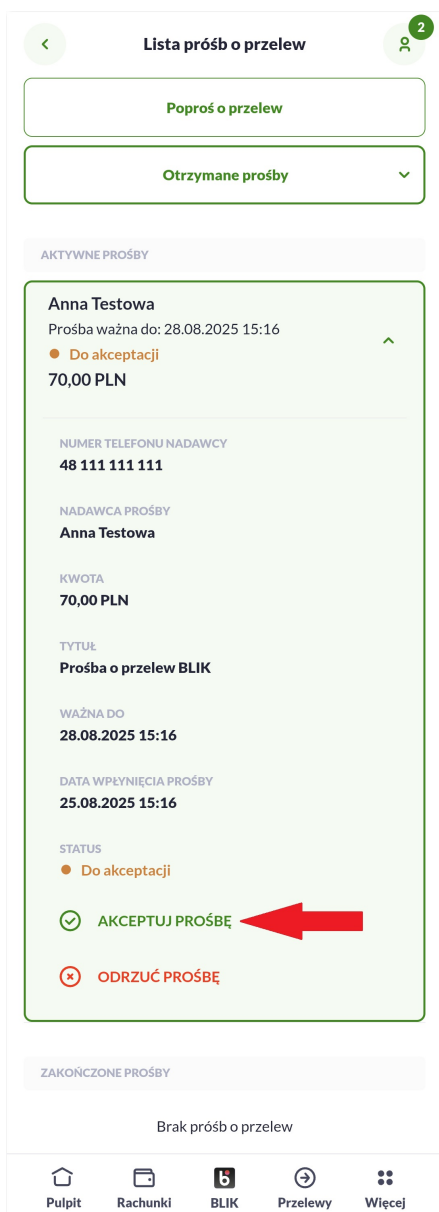 Lista próśb o przelew
2
Poproś o przelew
Otrzymane prośby
AKTYWNE PROŚBY
Anna Testowa
Prośba ważna do: 28.08.2025 15:16
Do akceptacji
70,00 PLN
NUMER TELEFONU NADAWCY
48 111 111 111
NADAWCA PROŚBY
Anna Testowa
KWOTA
70,00 PLN
TYTUŁ
Prośba o przelew BLIK
WAŻNA DO
28.08.2025 15:16
DATA WPŁYNIĘCIA PROŚBY
25.08.2025 15:16
STATUS
Do akceptacji
AKCEPTUJ PROŚBĘ
ODRZUĆ PROŚBĘ
ZAKOŃCZONE PROŚBY
Brak próśb o przelew
Pulpit Rachunki BLIK Przelewy Więcej